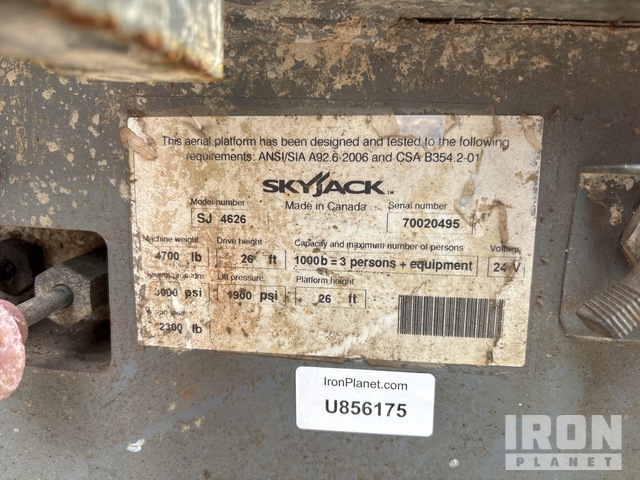 This aerial platform has been designed and tested to the following
requirements: ANSI/SIA A92.6-2006 and CSA B354.2-01
SKYJACK™
Model number
Made in Canada
Serial number
SJ 4626
70020495
Machine weight
Drive height
Capacity and maximum number of persons
Voltage
4700 lb
26 ft
1000b = 3 persons + equipment
24 V
Lift pressure
Platform height
3000 psi
1900 psi
26 ft
2300 lb
IronPlanet.com
U856175
IRON
PLANET